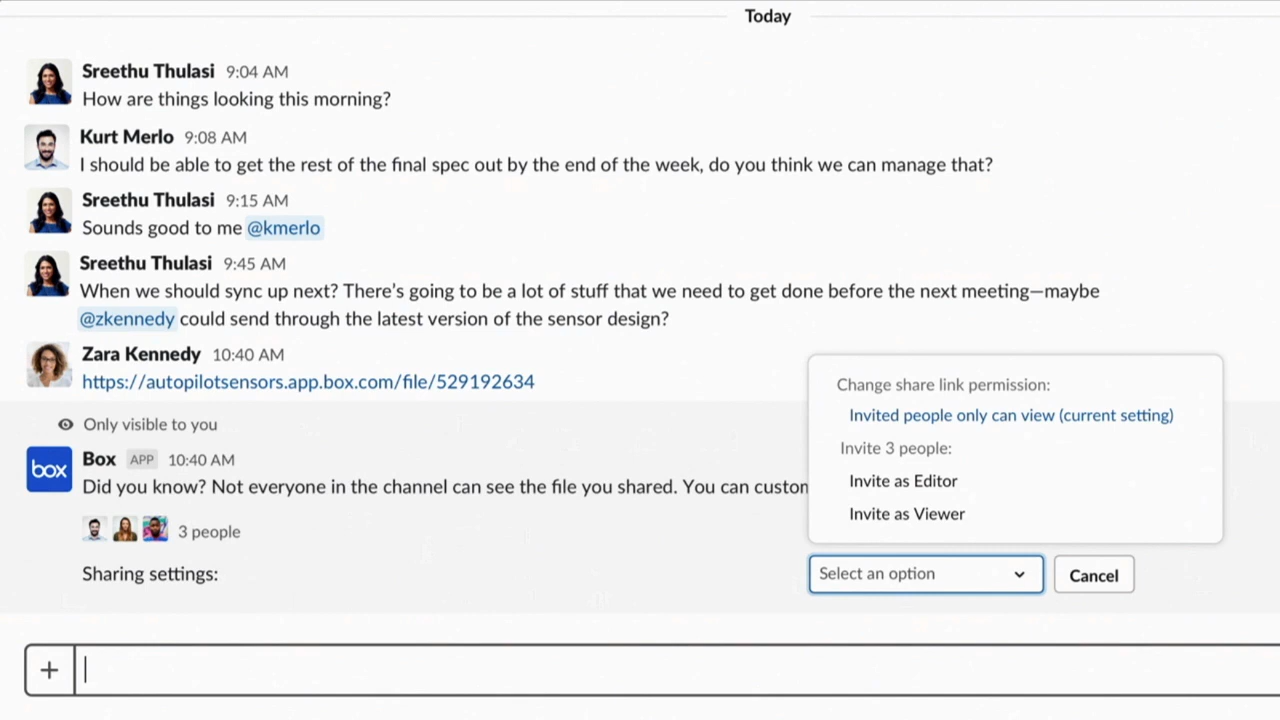 Today
Sreethu Thulasi 9:04 AM
How are things looking this morning?
Kurt Merlo 9:08 AM
I should be able to get the rest of the final spec out by the end of the week, do you think we can manage that?
Sreethu Thulasi 9:15 AM
Sounds good to me @kmerlo
Sreethu Thulasi 9:45 AM
When we should sync up next? There's going to be a lot of stuff that we need to get done before the next meeting—maybe
@zkennedy could send through the latest version of the sensor design?
Zara Kennedy 10:40 AM
https://autopilotsensors.app.box.com/file/529192634
Only visible to you
box
Box APP 10:40 AM
Did you know? Not everyone in the channel can see the file you shared. You can custom
3 people
Sharing settings:
Change share link permission:
Invited people only can view (current setting)
Invite 3 people:
Invite as Editor
Invite as Viewer
Select an option
Cancel
+